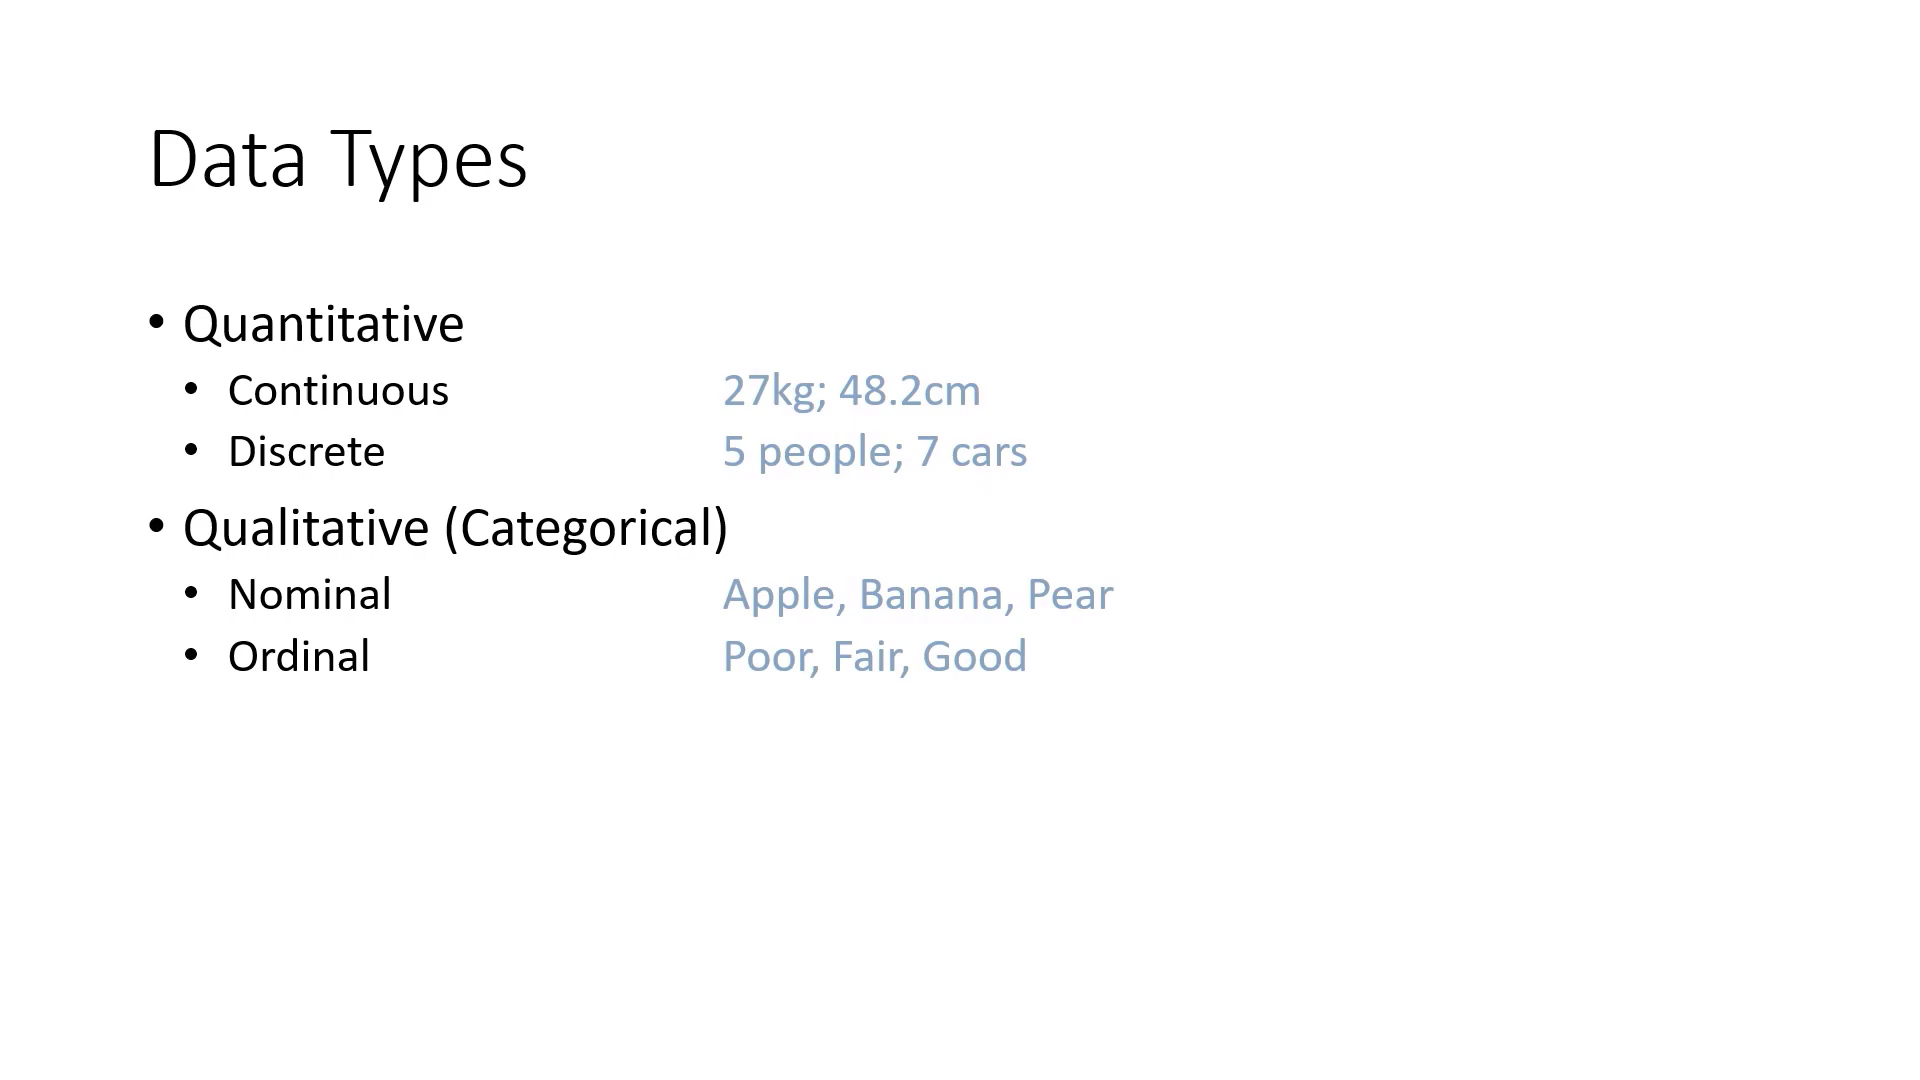 Data Types
• Quantitative
• Continuous 27kg; 48.2cm
• Discrete 5 people; 7 cars
• Qualitative (Categorical)
• Nominal Apple, Banana, Pear
• Ordinal Poor, Fair, Good